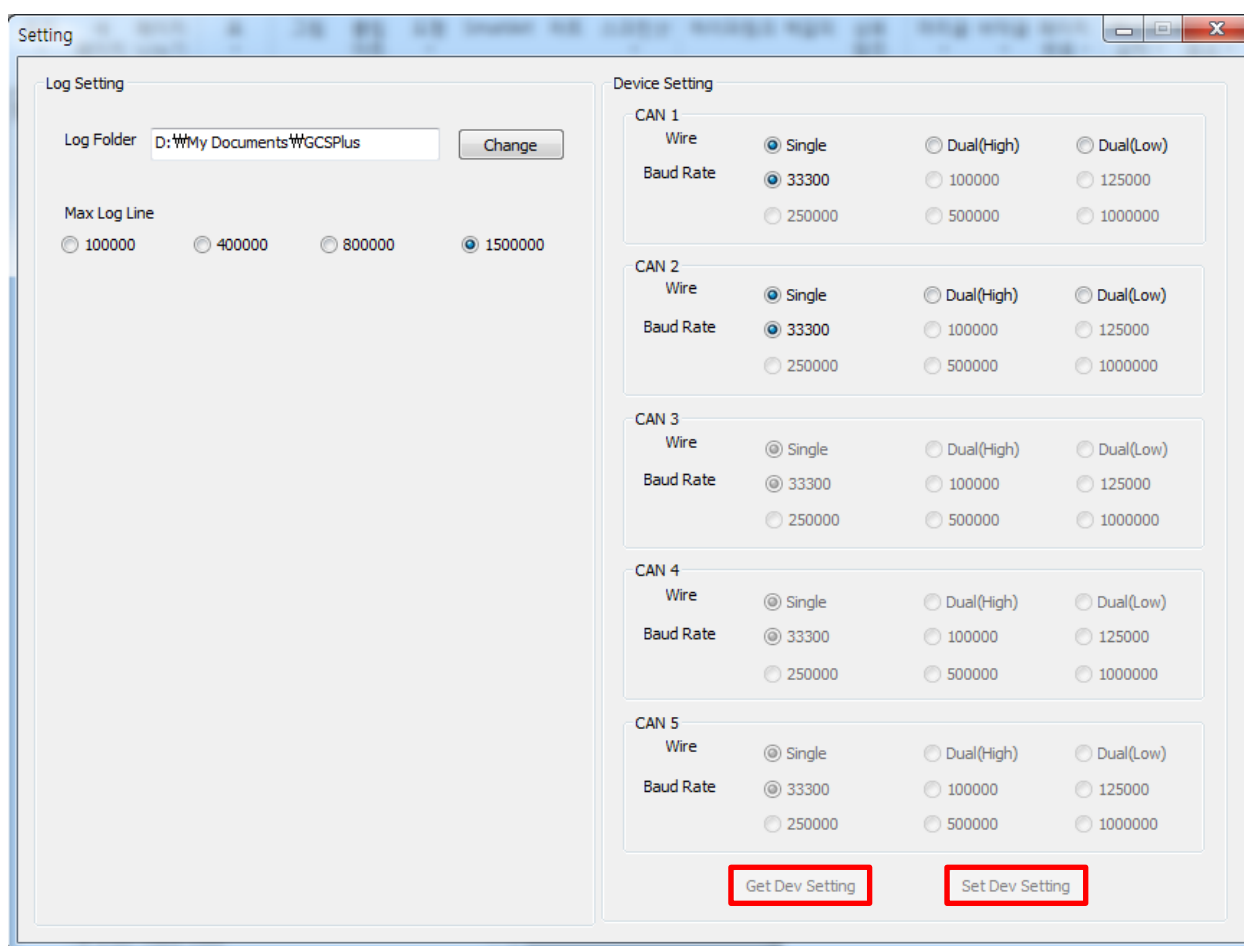 Setting
Log Setting
Log Folder D:₩My Documents₩GCSPlus Change
Max Log Line
100000 400000 800000 1500000
Device Setting
CAN 1
Wire Single Dual(High) Dual(Low)
Baud Rate 33300 100000 125000
250000 500000 1000000
CAN 2
Wire Single Dual(High) Dual(Low)
Baud Rate 33300 100000 125000
250000 500000 1000000
CAN 3
Wire Single Dual(High) Dual(Low)
Baud Rate 33300 100000 125000
250000 500000 1000000
CAN 4
Wire Single Dual(High) Dual(Low)
Baud Rate 33300 100000 125000
250000 500000 1000000
CAN 5
Wire Single Dual(High) Dual(Low)
Baud Rate 33300 100000 125000
250000 500000 1000000
Get Dev Setting Set Dev Setting